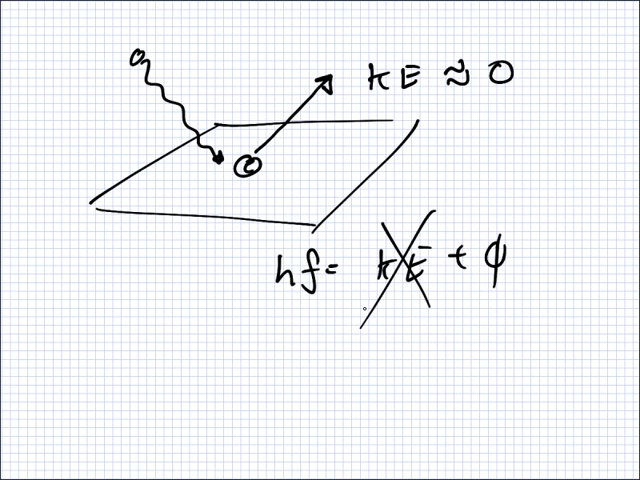 KE ≈ 0
hf = KE + φ